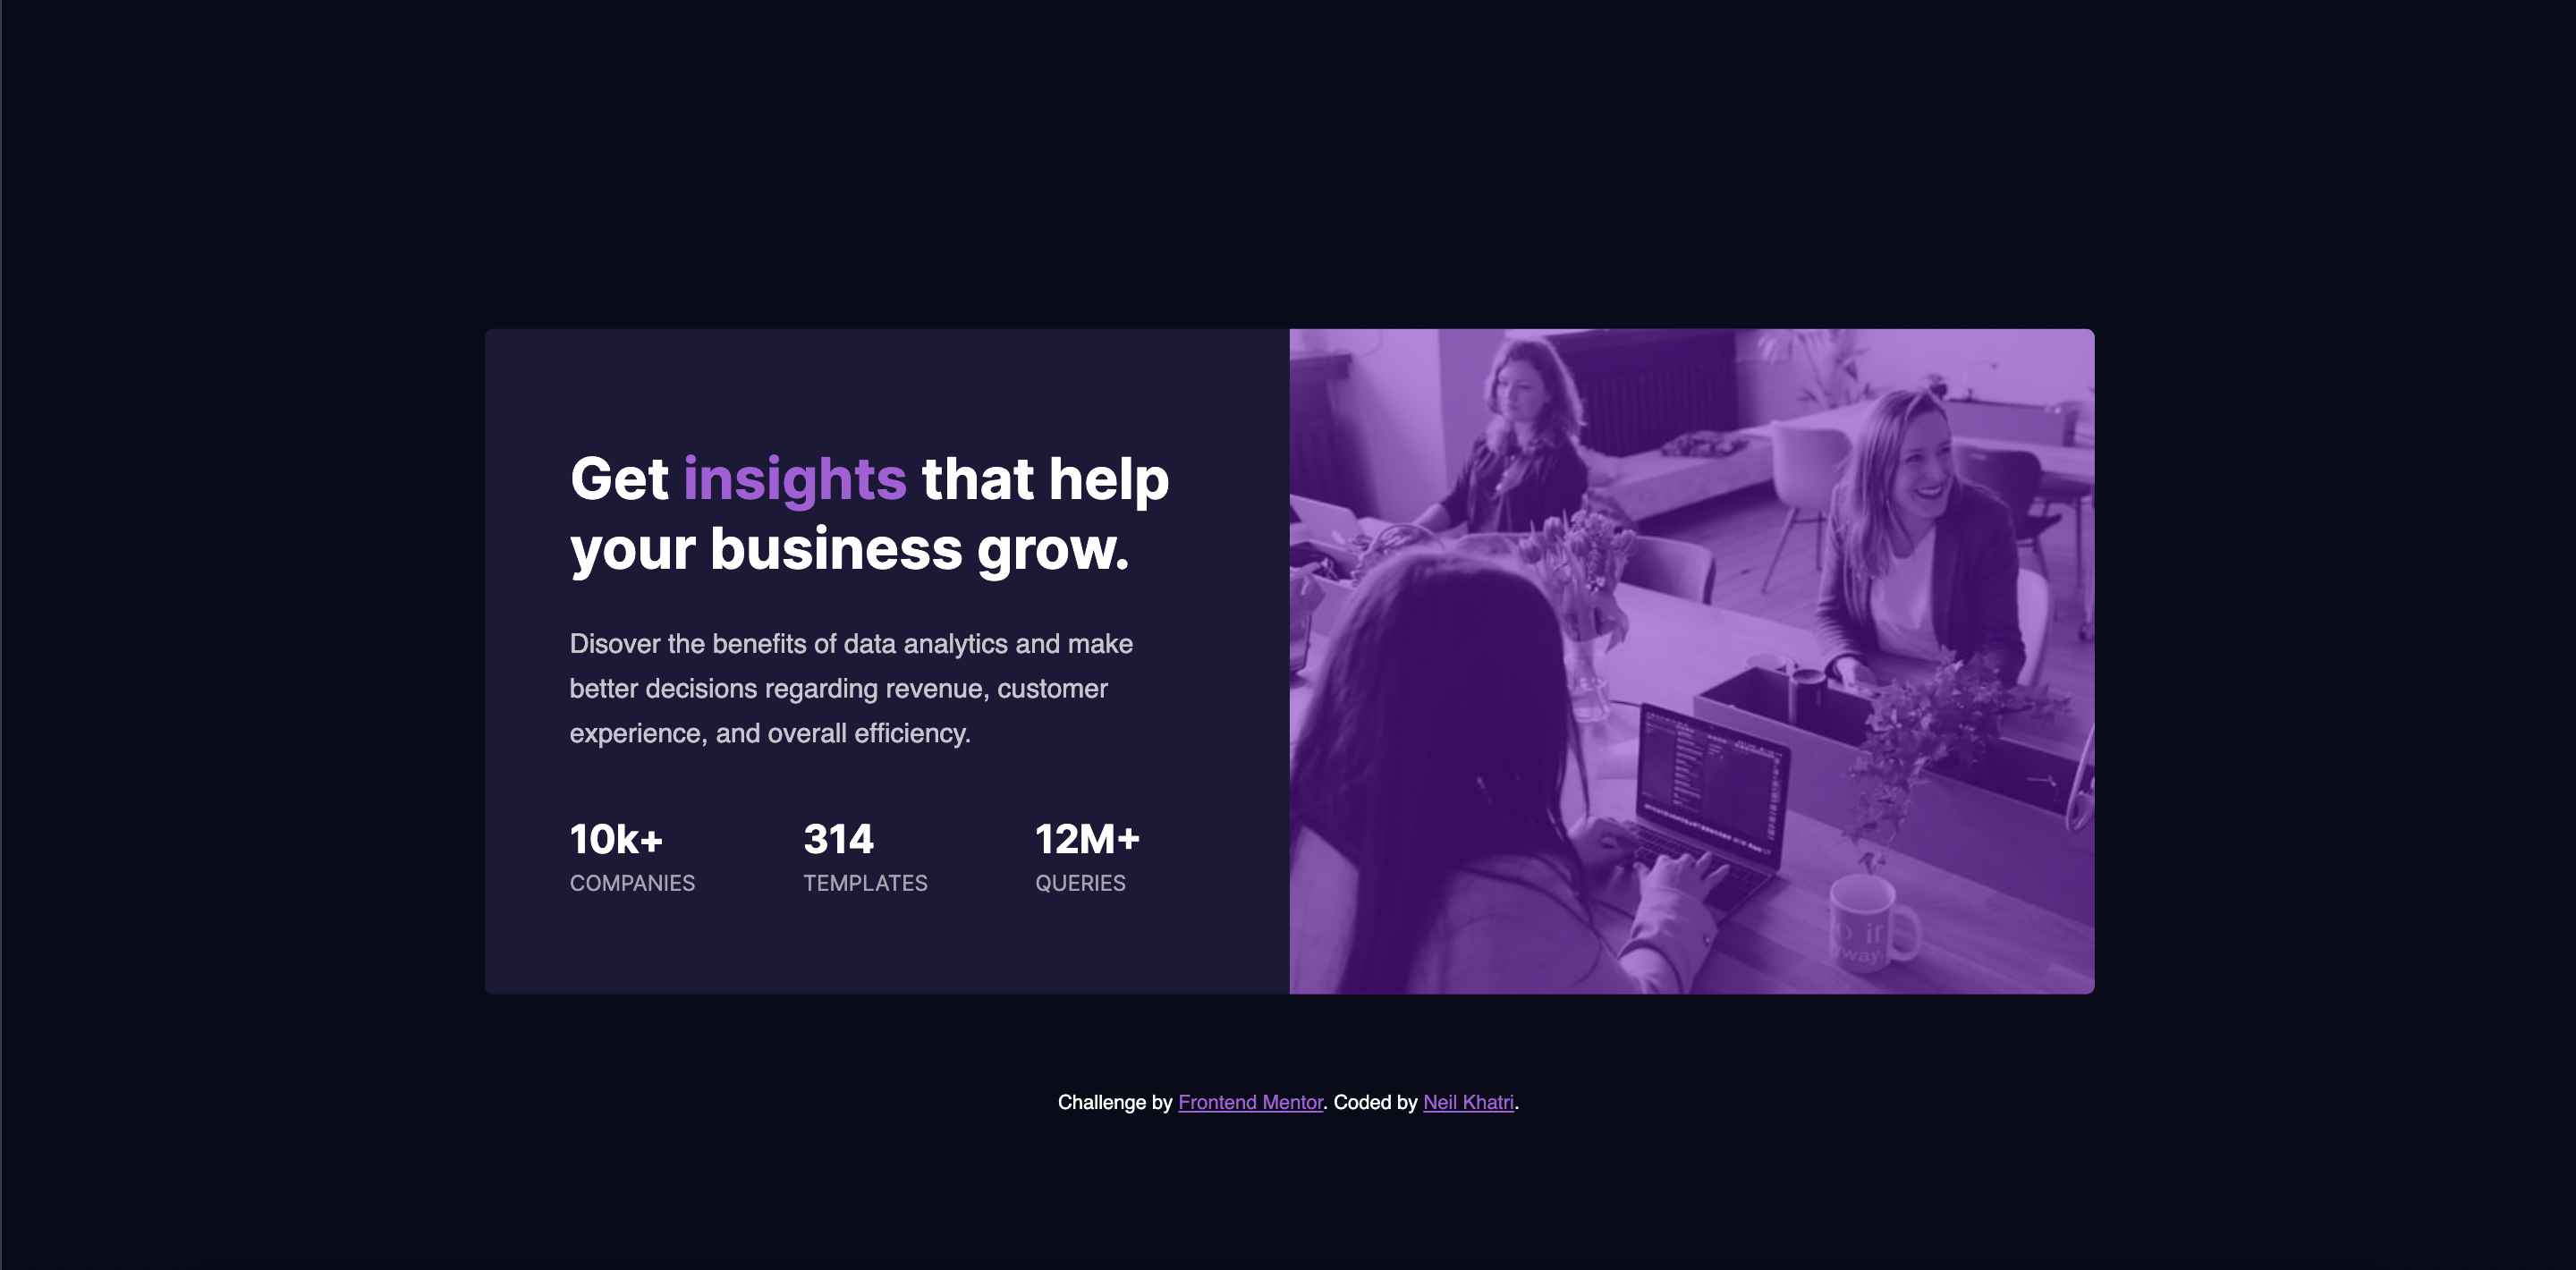 Get insights that help
your business grow.
Disover the benefits of data analytics and make
better decisions regarding revenue, customer
experience, and overall efficiency.
10k+ 314 12M+
COMPANIES TEMPLATES QUERIES
it
way
Challenge by Frontend Mentor. Coded by Neil Khatri.